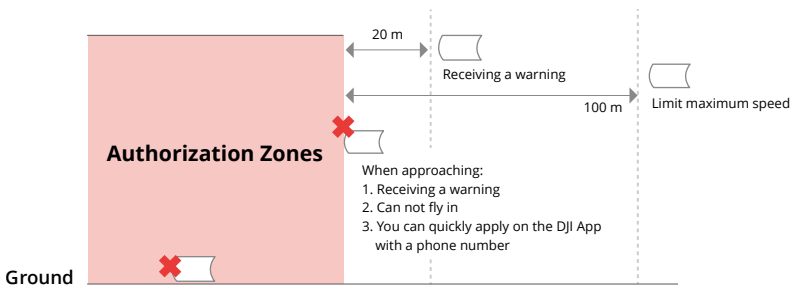 20 m
Receiving a warning
100 m
Limit maximum speed
Authorization Zones
When approaching:
1. Receiving a warning
2. Can not fly in
3. You can quickly apply on the DJI App
with a phone number
Ground